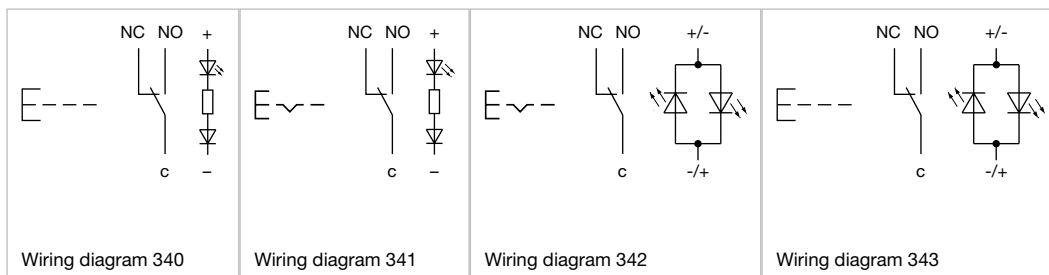 NC NO +
c –
Wiring diagram 340
NC NO +
c –
Wiring diagram 341
NC NO +/-
c -/+
Wiring diagram 342
NC NO +/-
c -/+
Wiring diagram 343